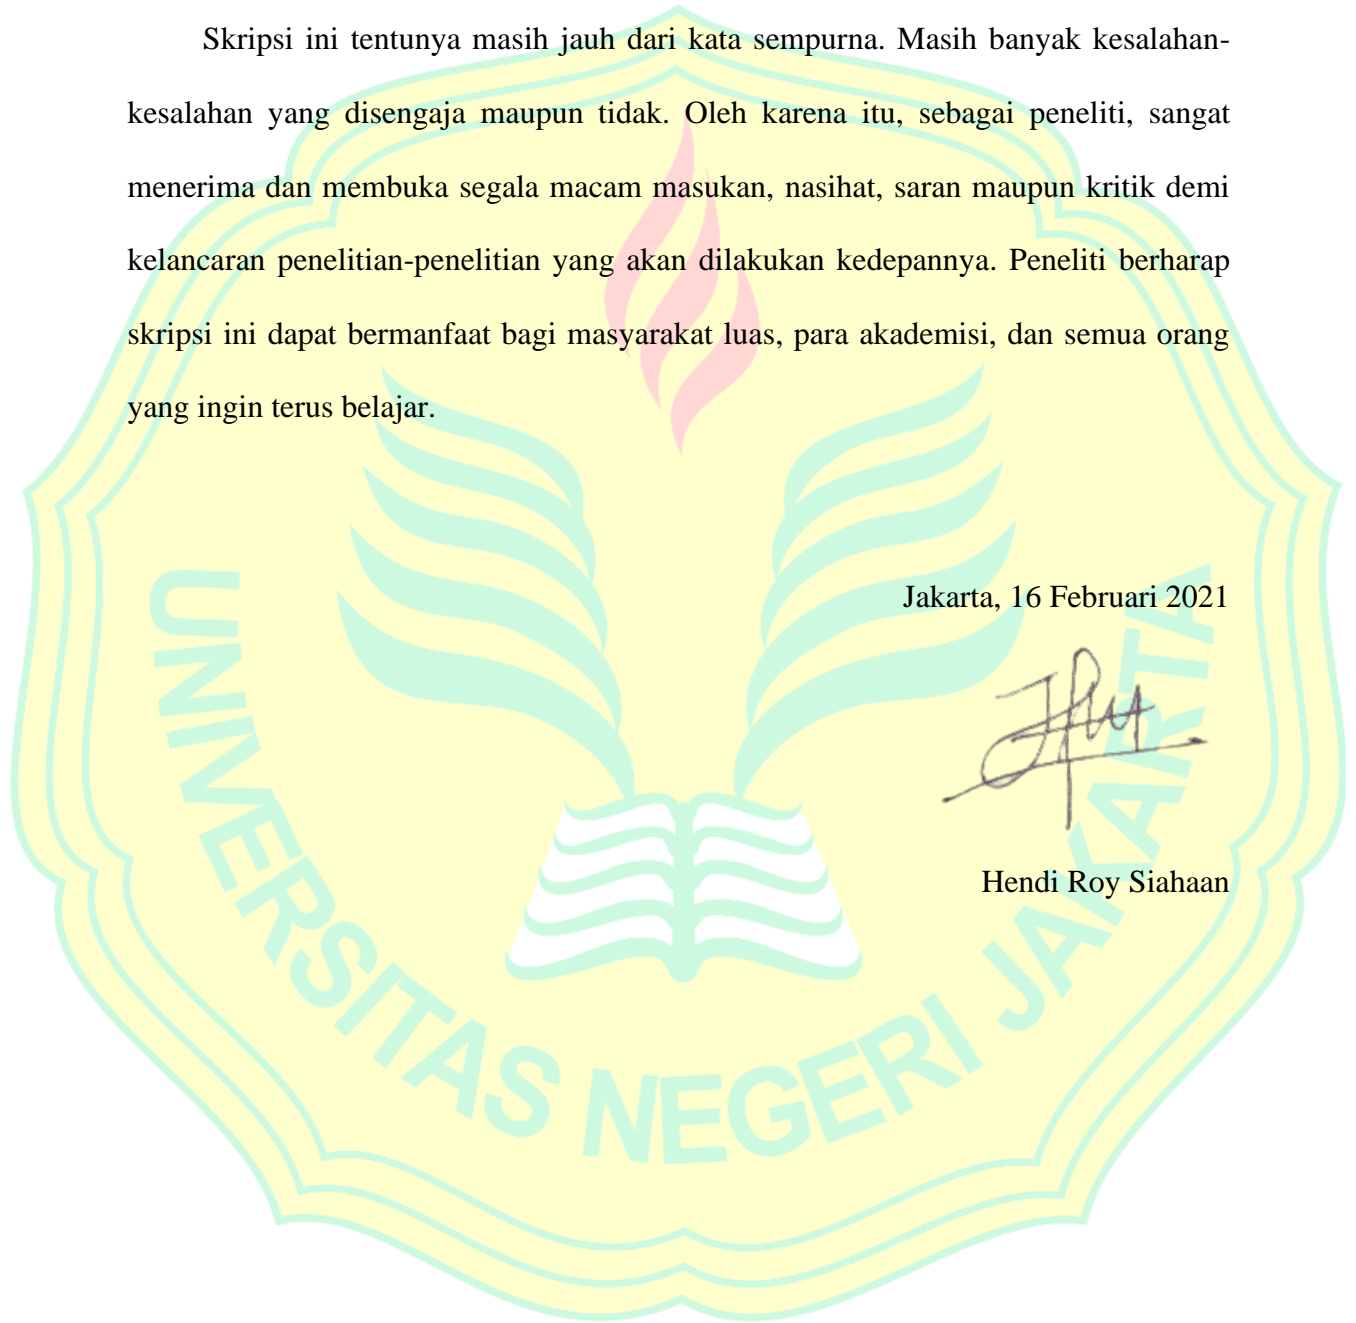 Skripsi ini tentunya masih jauh dari kata sempurna. Masih banyak kesalahan-
kesalahan yang disengaja maupun tidak. Oleh karena itu, sebagai peneliti, sangat
menerima dan membuka segala macam masukan, nasihat, saran maupun kritik demi
kelancaran penelitian-penelitian yang akan dilakukan kedepannya. Peneliti berharap
skripsi ini dapat bermanfaat bagi masyarakat luas, para akademisi, dan semua orang
yang ingin terus belajar.
Jakarta, 16 Februari 2021
Hendi Roy Siahaan
UNIVERSITAS NEGERI JAKARTA